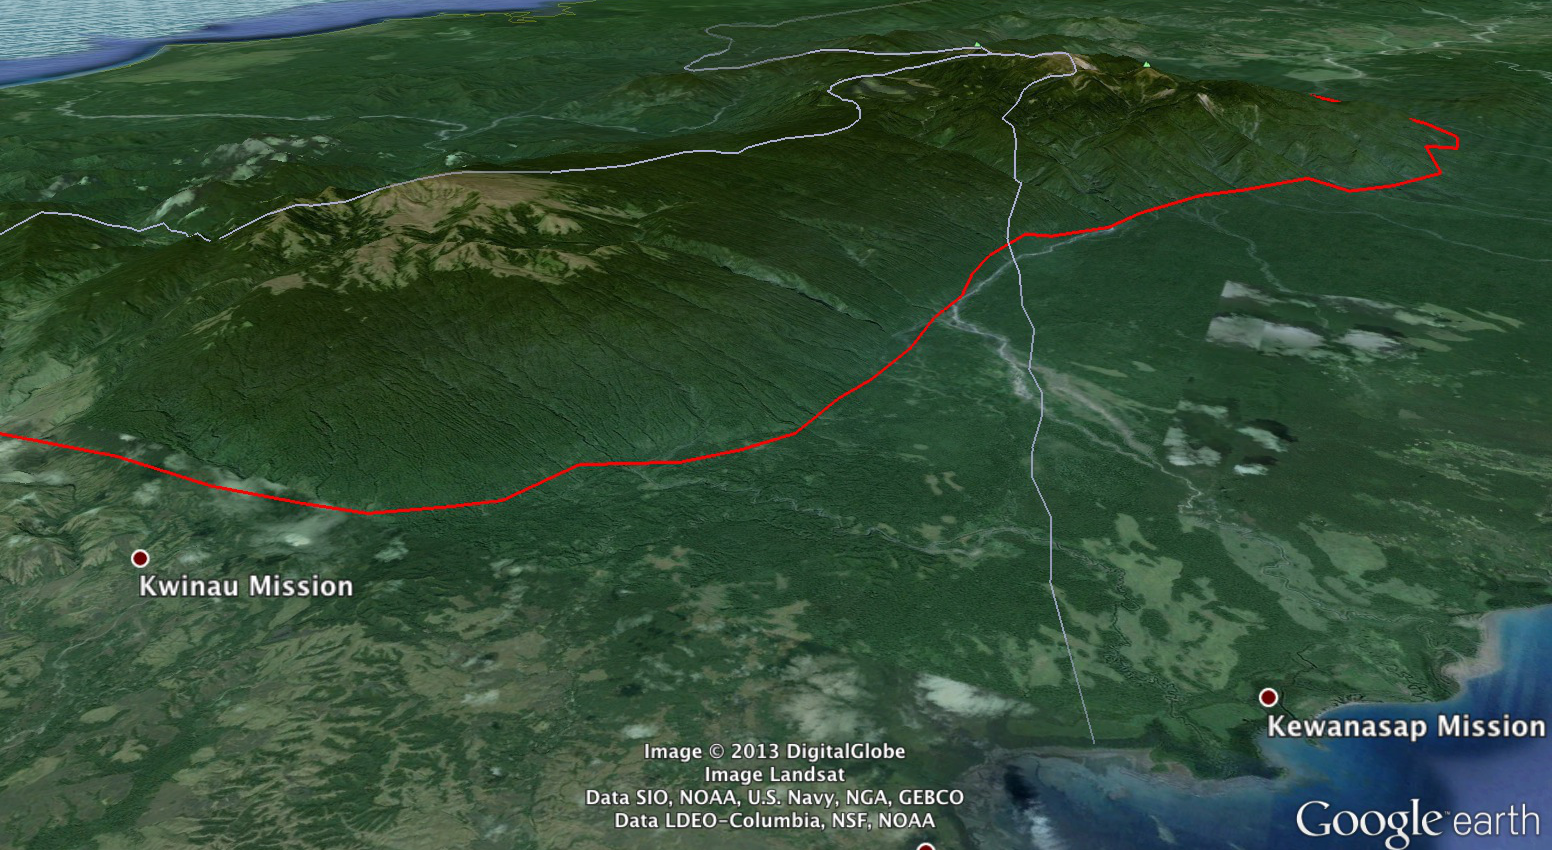 Kwinau Mission
Kewanasap Mission
Image © 2013 DigitalGlobe
Image Landsat
Data SIO, NOAA, U.S. Navy, NGA, GEBCO
Data LDEO-Columbia, NSF, NOAA
Google earth